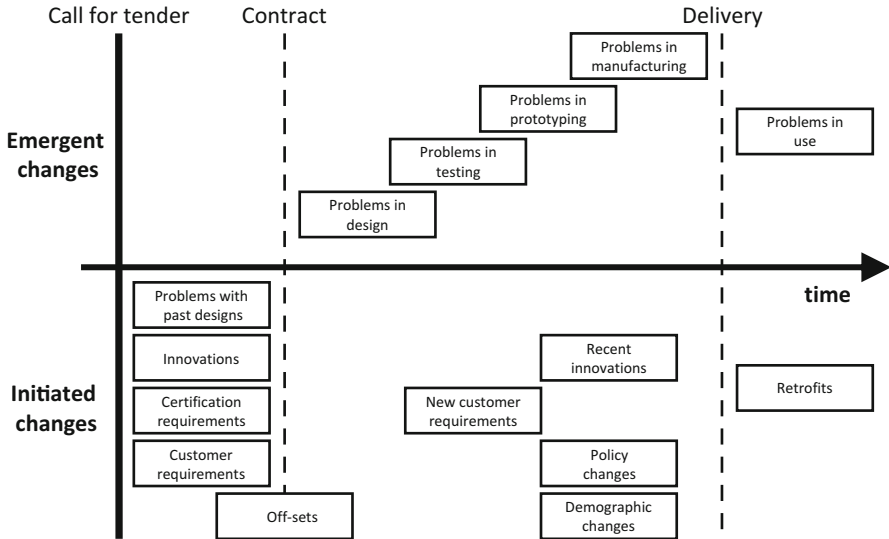 Call for tender
Contract
Delivery
Problems in
manufacturing
Problems in
prototyping
Problems in
use
Emergent
changes
Problems in
testing
Problems in
design
time
Problems with
past designs
Innovations
Recent
innovations
Retrofits
Initiated
changes
Certification
requirements
New customer
requirements
Customer
requirements
Policy
changes
Off-sets
Demographic
changes